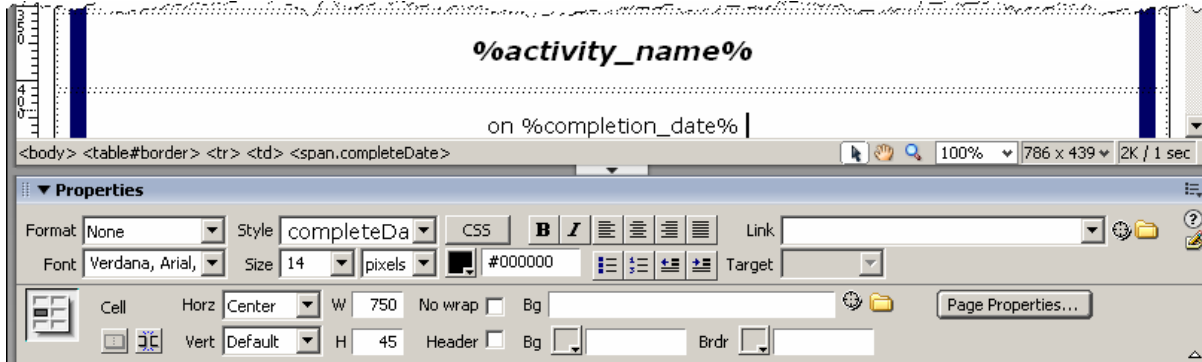 350
%activity_name%
400
on %completion_date%
<body> <table#border> <tr> <td> <span.completeDate> 100% 786 x 439 2K / 1 sec
Properties
Format None Style completeDa CSS B I Link
Font Verdana, Arial, Size 14 pixels #000000 Target
Cell Horz Center W 750 No wrap Bg Page Properties...
Vert Default H 45 Header Bg Brdr